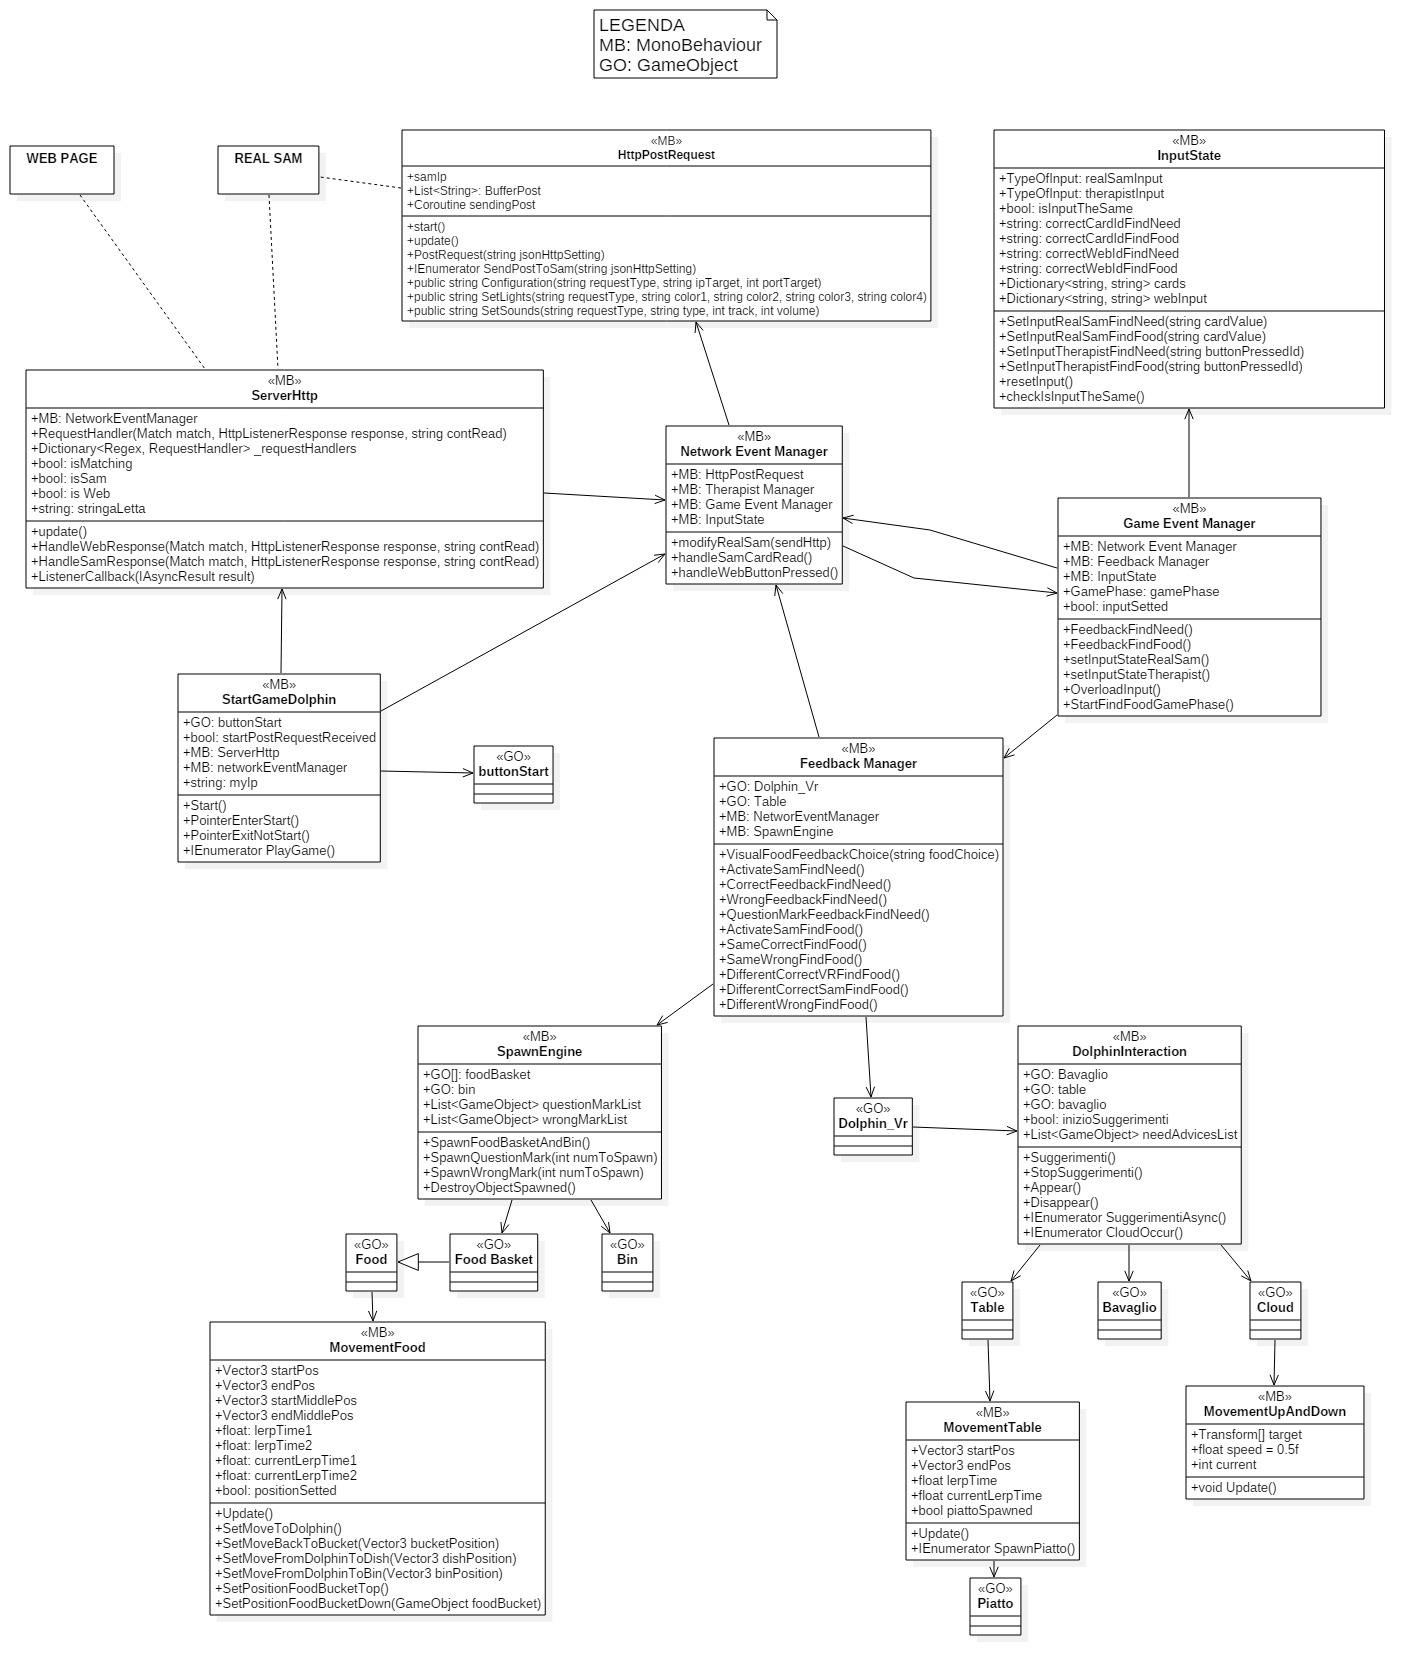 LEGENDA
MB: MonoBehaviour
GO: GameObject
WEB PAGE
REAL SAM
«MB»
HttpPostRequest
+samIp
+List<String>: BufferPost
+Coroutine sendingPost
+start()
+update()
+PostRequest(string jsonHttpSetting)
+IEnumerator SendPostToSam(string jsonHttpSetting)
+public string Configuration(string requestType, string ipTarget, int portTarget)
+public string SetLights(string requestType, string color1, string color2, string color3, string color4)
+public string SetSounds(string requestType, string type, int track, int volume)
«MB»
InputState
+TypeOfInput: realSamInput
+TypeOfInput: therapistInput
+bool: isInputTheSame
+string: correctCardIdFindNeed
+string: correctCardIdFindFood
+string: correctWebIdFindNeed
+string: correctWebIdFindFood
+Dictionary<string, string> cards
+Dictionary<string, string> webInput
+SetInputRealSamFindNeed(string cardValue)
+SetInputRealSamFindFood(string cardValue)
+SetInputTherapistFindNeed(string buttonPressedId)
+SetInputTherapistFindFood(string buttonPressedId)
+resetInput()
+checkIsInputTheSame()
«MB»
ServerHttp
+MB: NetworkEventManager
+RequestHandler(Match match, HttpListenerResponse response, string contRead)
+Dictionary<Regex, RequestHandler> _requestHandlers
+bool: isMatching
+bool: isSam
+bool: is Web
+string: stringaLetta
+update()
+HandleWebResponse(Match match, HttpListenerResponse response, string contRead)
+HandleSamResponse(Match match, HttpListenerResponse response, string contRead)
+ListenerCallback(IAsyncResult result)
«MB»
Network Event Manager
+MB: HttpPostRequest
+MB: Therapist Manager
+MB: Game Event Manager
+MB: InputState
+modifyRealSam(sendHttp)
+handleSamCardRead()
+handleWebButtonPressed()
«MB»
Game Event Manager
+MB: Network Event Manager
+MB: Feedback Manager
+MB: InputState
+GamePhase: gamePhase
+bool: inputSetted
+FeedbackFindNeed()
+FeedbackFindFood()
+setInputStateRealSam()
+setInputStateTherapist()
+OverloadInput()
+StartFindFoodGamePhase()
«MB»
StartGameDolphin
+GO: buttonStart
+bool: startPostRequestReceived
+MB: ServerHttp
+MB: networkEventManager
+string: myIp
+Start()
+PointerEnterStart()
+PointerExitNotStart()
+IEnumerator PlayGame()
«GO»
buttonStart
«MB»
Feedback Manager
+GO: Dolphin_Vr
+GO: Table
+MB: NetworEventManager
+MB: SpawnEngine
+VisualFoodFeedbackChoice(string foodChoice)
+ActivateSamFindNeed()
+CorrectFeedbackFindNeed()
+WrongFeedbackFindNeed()
+QuestionMarkFeedbackFindNeed()
+ActivateSamFindFood()
+SameCorrectFindFood()
+SameWrongFindFood()
+DifferentCorrectVRFindFood()
+DifferentCorrectSamFindFood()
+DifferentWrongFindFood()
«MB»
SpawnEngine
+GO[]: foodBasket
+GO: bin
+List<GameObject> questionMarkList
+List<GameObject> wrongMarkList
+SpawnFoodBasketAndBin()
+SpawnQuestionMark(int numToSpawn)
+SpawnWrongMark(int numToSpawn)
+DestroyObjectSpawned()
«GO»
Dolphin_Vr
«MB»
DolphinInteraction
+GO: Bavaglio
+GO: table
+GO: bavaglio
+bool: inizioSuggerimenti
+List<GameObject> needAdvicesList
+Suggerimenti()
+StopSuggerimenti()
+Appear()
+Disappear()
+IEnumerator SuggerimentiAsync()
+IEnumerator CloudOccur()
«GO»
Food
«GO»
Food Basket
«GO»
Bin
«GO»
Table
«GO»
Bavaglio
«GO»
Cloud
«MB»
MovementFood
+Vector3 startPos
+Vector3 endPos
+Vector3 startMiddlePos
+Vector3 endMiddlePos
+float: lerpTime1
+float: lerpTime2
+float: currentLerpTime1
+float: currentLerpTime2
+bool: positionSetted
+Update()
+SetMoveToDolphin()
+SetMoveBackToBucket(Vector3 bucketPosition)
+SetMoveFromDolphinToDish(Vector3 dishPosition)
+SetMoveFromDolphinToBin(Vector3 binPosition)
+SetPositionFoodBucketTop()
+SetPositionFoodBucketDown(GameObject foodBucket)
«MB»
MovementTable
+Vector3 startPos
+Vector3 endPos
+float lerpTime
+float currentLerpTime
+bool piattoSpawned
+Update()
+IEnumerator SpawnPiatto()
«MB»
MovementUpAndDown
+Transform[] target
+float speed = 0.5f
+int current
+void Update()
«GO»
Piatto